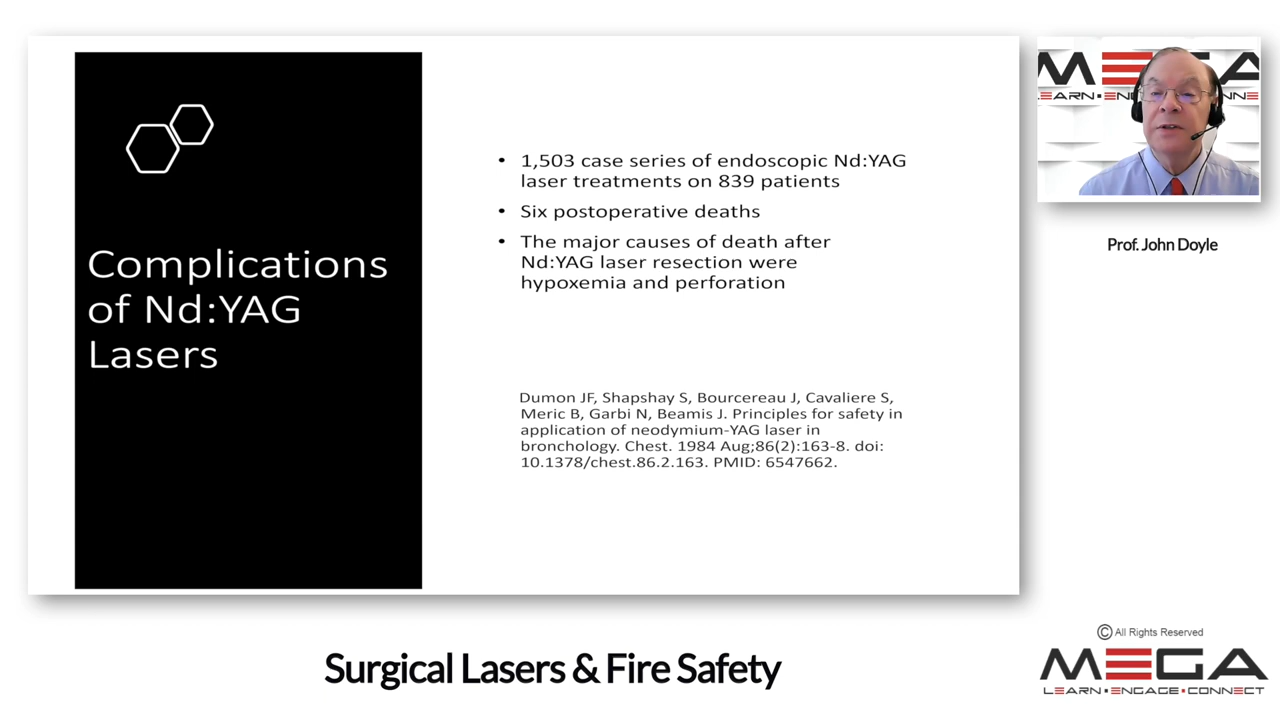 Complications
of Nd:YAG
Lasers
• 1,503 case series of endoscopic Nd:YAG
laser treatments on 839 patients
• Six postoperative deaths
• The major causes of death after
Nd:YAG laser resection were
hypoxemia and perforation
Dumon JF, Shapshay S, Bourcereau J, Cavaliere S,
Meric B, Garbi N, Beamis J. Principles for safety in
application of neodymium-YAG laser in
bronchology. Chest. 1984 Aug;86(2):163-8. doi:
10.1378/chest.86.2.163. PMID: 6547662.
Prof. John Doyle
Surgical Lasers & Fire Safety
© All Rights Reserved
MEGA
LEARN▪ENGAGE▪CONNECT